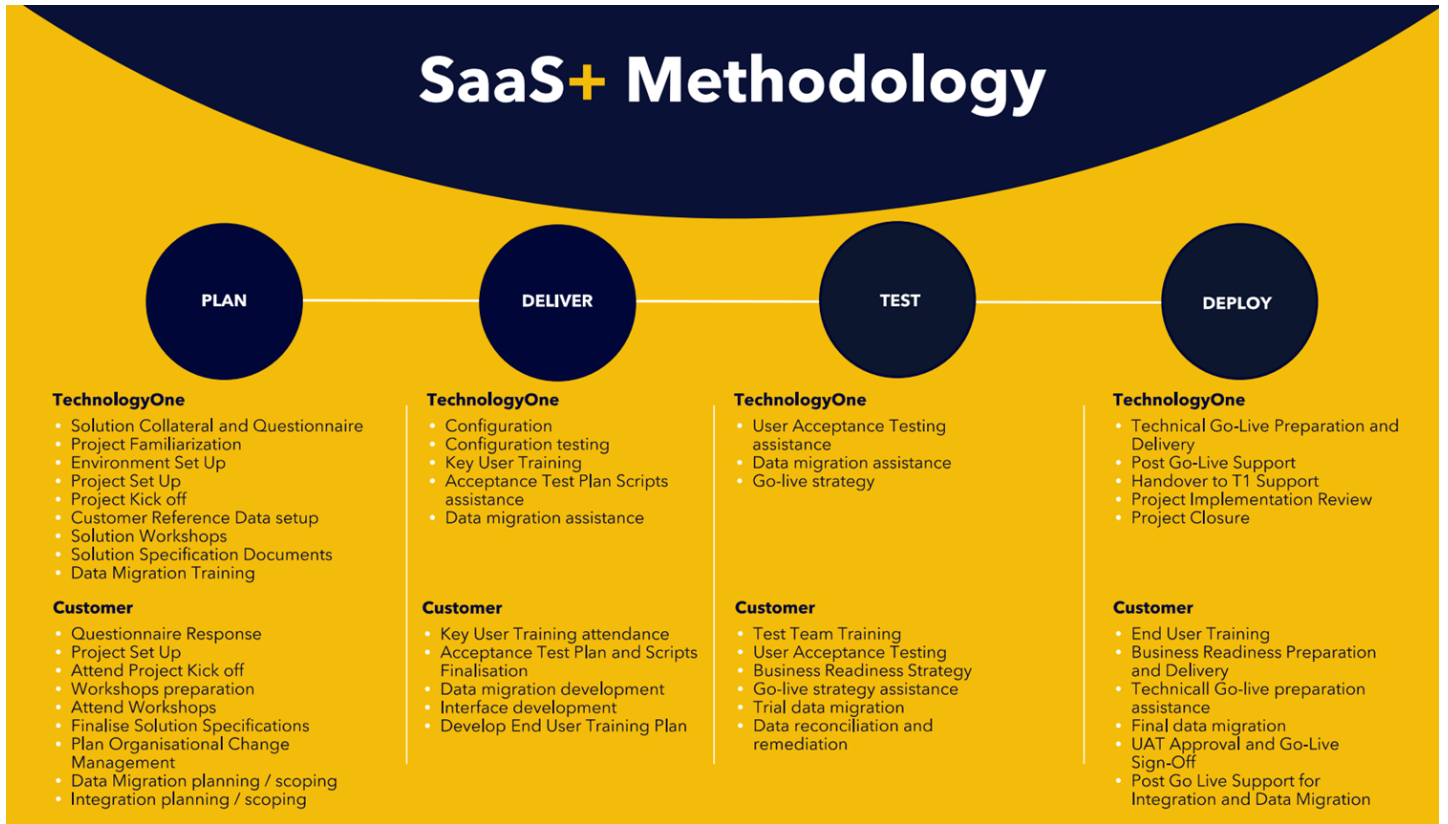 SaaS+ Methodology
PLAN
DELIVER
TEST
DEPLOY
TechnologyOne
• Solution Collateral and Questionnaire
• Project Familiarization
• Environment Set Up
• Project Set Up
• Project Kick off
• Customer Reference Data setup
• Solution Workshops
• Solution Specification Documents
• Data Migration Training
Customer
• Questionnaire Response
• Project Set Up
• Attend Project Kick off
• Workshops preparation
• Attend Workshops
• Finalise Solution Specifications
• Plan Organisational Change
Management
• Data Migration planning / scoping
• Integration planning / scoping
TechnologyOne
• Configuration
• Configuration testing
• Key User Training
• Acceptance Test Plan Scripts
assistance
• Data migration assistance
Customer
• Key User Training attendance
• Acceptance Test Plan and Scripts
Finalisation
• Data migration development
• Interface development
• Develop End User Training Plan
TechnologyOne
• User Acceptance Testing
assistance
• Data migration assistance
• Go-live strategy
Customer
• Test Team Training
• User Acceptance Testing
• Business Readiness Strategy
• Go-live strategy assistance
• Trial data migration
• Data reconciliation and
remediation
TechnologyOne
• Technical Go-Live Preparation and
Delivery
• Post Go-Live Support
• Handover to T1 Support
• Project Implementation Review
• Project Closure
Customer
• End User Training
• Business Readiness Preparation
and Delivery
• Technicall Go-live preparation
assistance
• Final data migration
• UAT Approval and Go-Live
Sign-Off
• Post Go Live Support for
Integration and Data Migration